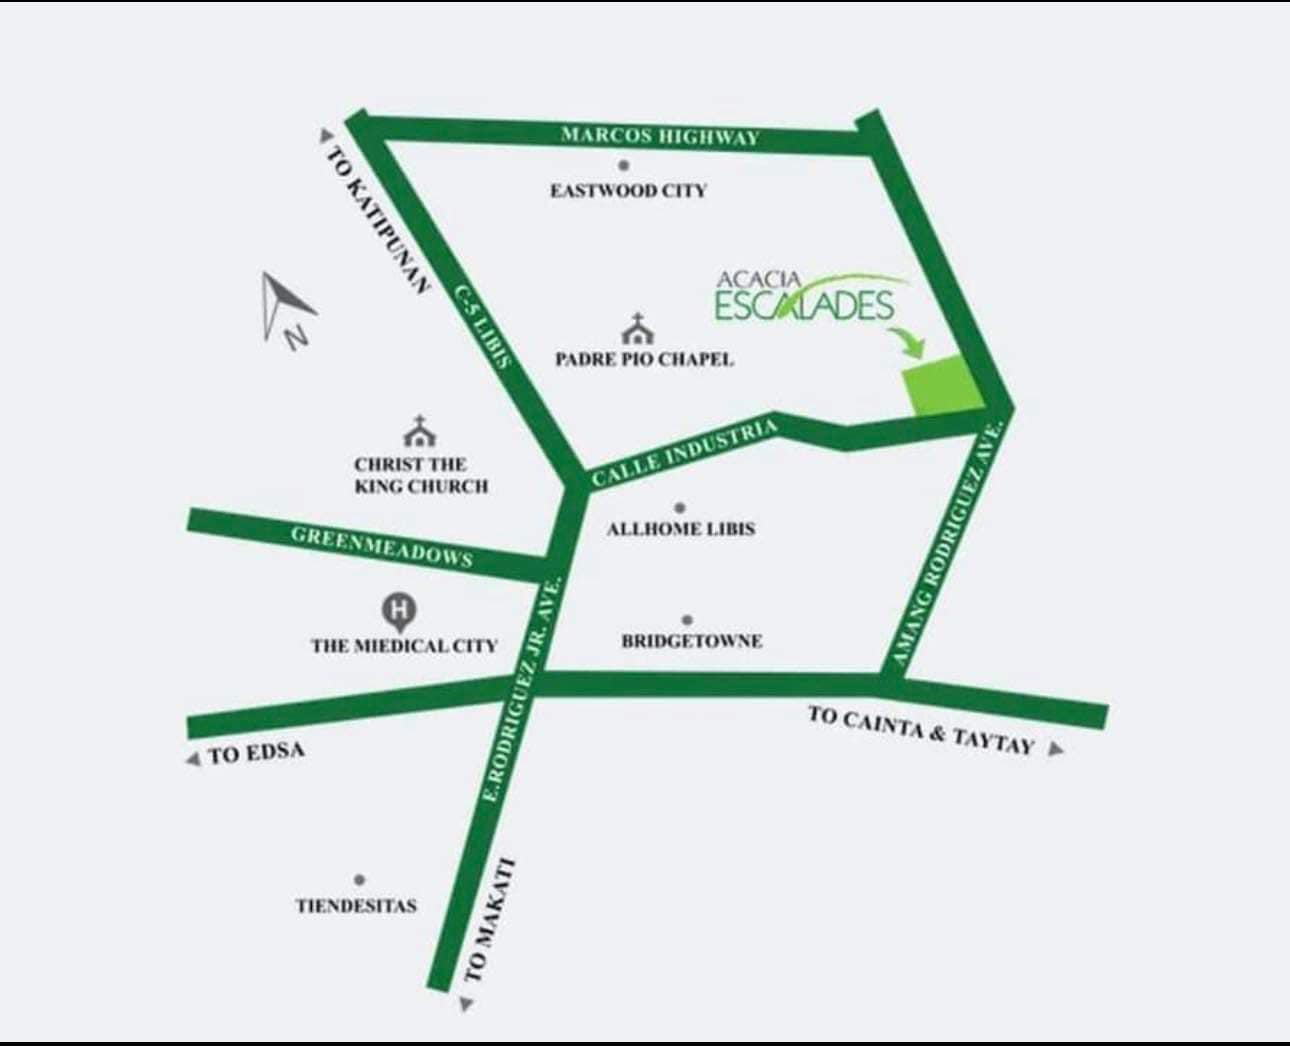 MARCOS HIGHWAY
EASTWOOD CITY
TO KATIPUNAN
C-5 LIBIS
N
ACACIA
ESCALADES
PADRE PIO CHAPEL
CHRIST THE
KING CHURCH
CALLE INDUSTRIA
AMANG RODRIGUEZ AVE.
GREENMEADOWS
ALLHOME LIBIS
H
THE MIEDICAL CITY
BRIDGETOWNE
E.RODRIGUEZ JR. AVE.
TO EDSA
TO CAINTA & TAYTAY
TIENDESITAS
TO MAKATI